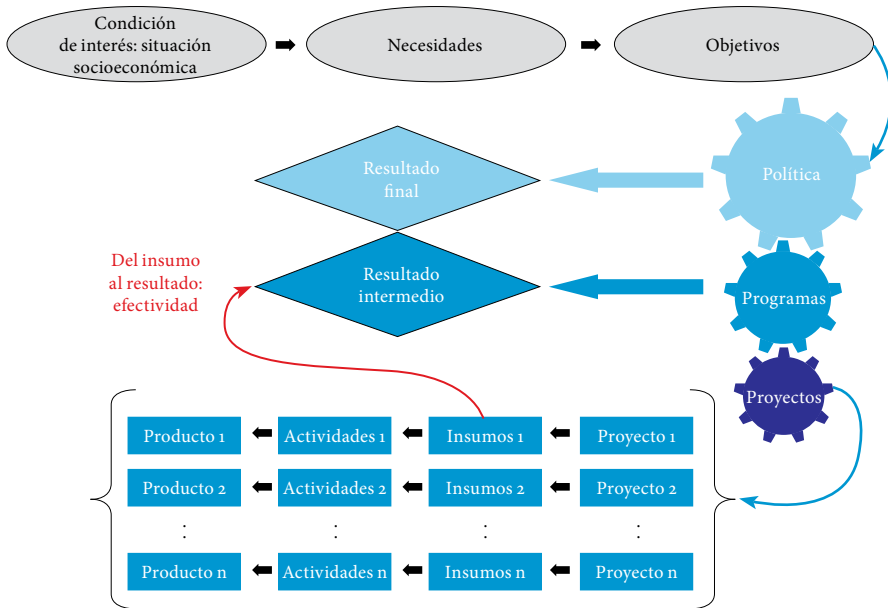 Condición
de interés: situación
socioeconómica
Necesidades
Objetivos
Resultado
final
Política
Del insumo
al resultado:
efectividad
Resultado
intermedio
Programas
Proyectos
Producto 1
Actividades 1
Insumos 1
Proyecto 1
Producto 2
Actividades 2
Insumos 2
Proyecto 2
:
:
:
:
Producto n
Actividades n
Insumos n
Proyecto n